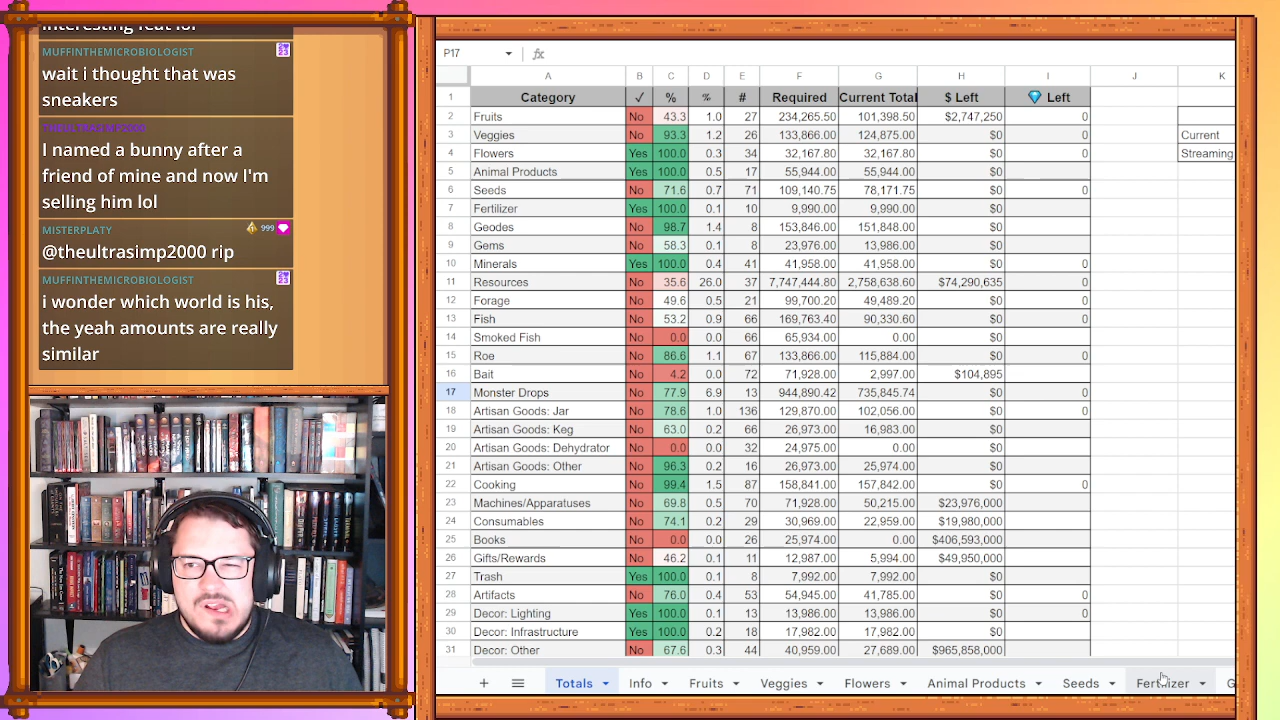 interesting feat lol
MUFFINTHEMICROBIOLOGIST
wait i thought that was
sneakers
THEULTRASIMP2000
I named a bunny after a
friend of mine and now I'm
selling him lol
MISTERPLATY 999
@theultrasimp2000 rip
MUFFINTHEMICROBIOLOGIST
i wonder which world is his,
the yeah amounts are really
similar
P17 fx
A B C D E F G H I J K
1 Category ✓ % % # Required Current Total $ Left 💎 Left
2 Fruits No 43.3 1.0 27 234,265.50 101,398.50 $2,747,250 0
3 Veggies No 93.3 1.2 26 133,866.00 124,875.00 $0 0 Current
4 Flowers Yes 100.0 0.3 34 32,167.80 32,167.80 $0 0 Streaming
5 Animal Products Yes 100.0 0.5 17 55,944.00 55,944.00 $0
6 Seeds No 71.6 0.7 71 109,140.75 78,171.75 $0 0
7 Fertilizer Yes 100.0 0.1 10 9,990.00 9,990.00 $0
8 Geodes No 98.7 1.4 8 153,846.00 151,848.00 $0
9 Gems No 58.3 0.1 8 23,976.00 13,986.00 $0
10 Minerals Yes 100.0 0.4 41 41,958.00 41,958.00 $0 0
11 Resources No 35.6 26.0 37 7,747,444.80 2,758,638.60 $74,290,635 0
12 Forage No 49.6 0.5 21 99,700.20 49,489.20 $0 0
13 Fish No 53.2 0.9 66 169,763.40 90,330.60 $0 0
14 Smoked Fish No 0.0 0.0 66 65,934.00 0.00 $0
15 Roe No 86.6 1.1 67 133,866.00 115,884.00 $0 0
16 Bait No 4.2 0.0 72 71,928.00 2,997.00 $104,895
17 Monster Drops No 77.9 6.9 13 944,890.42 735,845.74 $0 0
18 Artisan Goods: Jar No 78.6 1.0 136 129,870.00 102,056.00 $0 0
19 Artisan Goods: Keg No 63.0 0.2 66 26,973.00 16,983.00 $0
20 Artisan Goods: Dehydrator No 0.0 0.0 32 24,975.00 0.00 $0
21 Artisan Goods: Other No 96.3 0.2 16 26,973.00 25,974.00 $0
22 Cooking No 99.4 1.5 87 158,841.00 157,842.00 $0 0
23 Machines/Apparatuses No 69.8 0.5 70 71,928.00 50,215.00 $23,976,000
24 Consumables No 74.1 0.2 29 30,969.00 22,959.00 $19,980,000
25 Books No 0.0 0.0 26 25,974.00 0.00 $406,593,000
26 Gifts/Rewards No 46.2 0.1 11 12,987.00 5,994.00 $49,950,000
27 Trash Yes 100.0 0.1 8 7,992.00 7,992.00 $0
28 Artifacts No 76.0 0.4 53 54,945.00 41,785.00 $0 0
29 Decor: Lighting Yes 100.0 0.1 13 13,986.00 13,986.00 $0 0
30 Decor: Infrastructure Yes 100.0 0.2 18 17,982.00 17,982.00 $0
31 Decor: Other No 67.6 0.3 44 40,959.00 27,689.00 $965,858,000
Totals Info Fruits Veggies Flowers Animal Products Seeds Fertilizer G